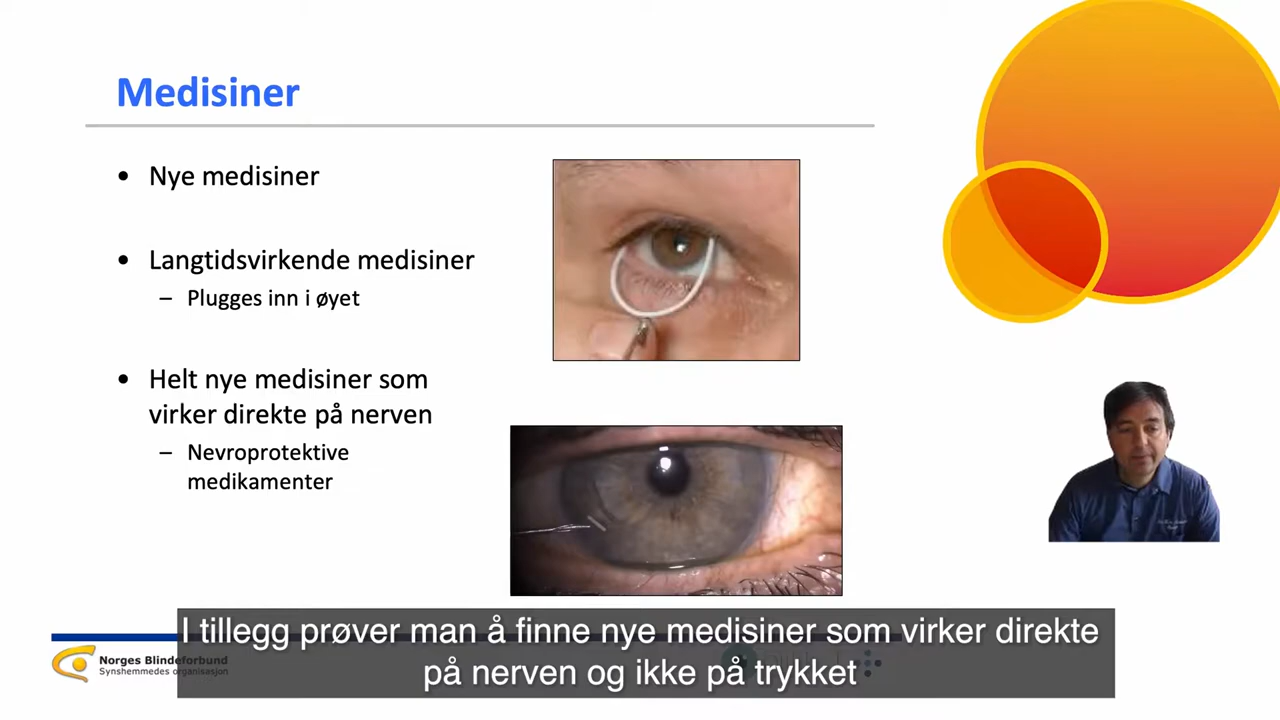 Medisiner
• Nye medisiner
• Langtidsvirkende medisiner
– Plugges inn i øyet
• Helt nye medisiner som
virker direkte på nerven
– Nevroprotektive
medikamenter
I tillegg prøver man å finne nye medisiner som virker direkte
på nerven og ikke på trykket
Norges Blindeforbund
Synshemmedes organisasjon